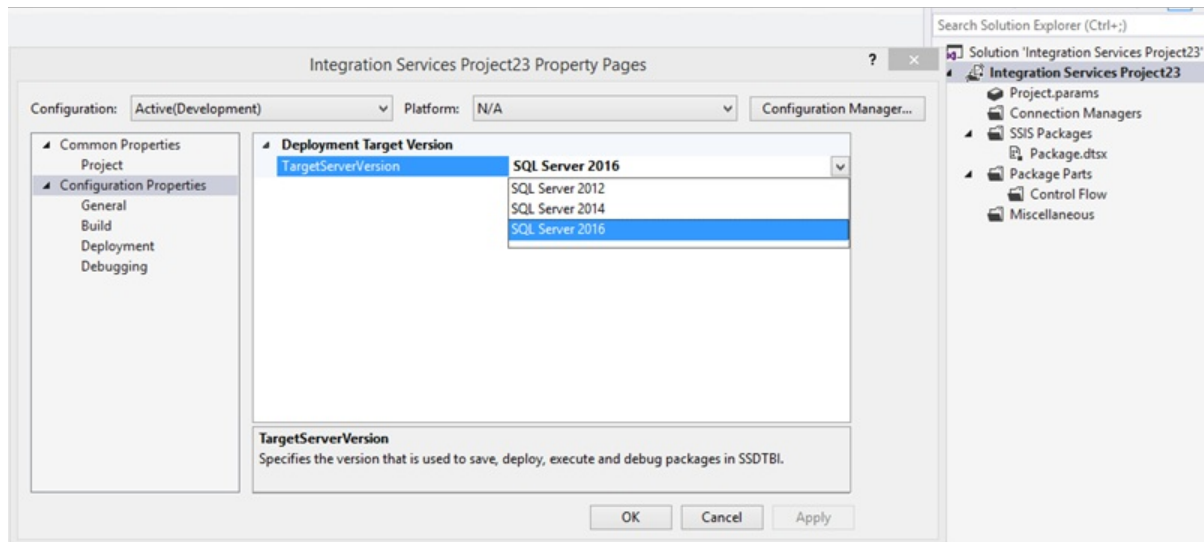 Search Solution Explorer (Ctrl+;)
Solution 'Integration Services Project23'
Integration Services Project23
Project.params
Connection Managers
SSIS Packages
Package.dtsx
Package Parts
Control Flow
Miscellaneous
Integration Services Project23 Property Pages
?
Configuration: Active(Development) Platform: N/A Configuration Manager...
Common Properties
Project
Configuration Properties
General
Build
Deployment
Debugging
Deployment Target Version
TargetServerVersion SQL Server 2016
SQL Server 2012
SQL Server 2014
SQL Server 2016
TargetServerVersion
Specifies the version that is used to save, deploy, execute and debug packages in SSDTBI.
OK Cancel Apply